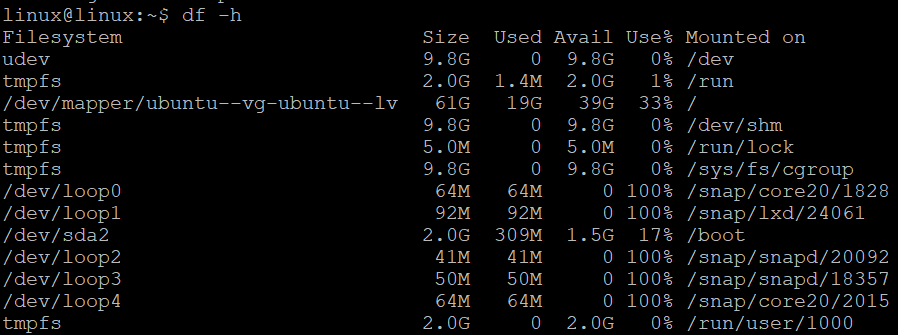 linux@linux:~$ df -h
Filesystem Size Used Avail Use% Mounted on
udev 9.8G 0 9.8G 0% /dev
tmpfs 2.0G 1.4M 2.0G 1% /run
/dev/mapper/ubuntu--vg-ubuntu--lv 61G 19G 39G 33% /
tmpfs 9.8G 0 9.8G 0% /dev/shm
tmpfs 5.0M 0 5.0M 0% /run/lock
tmpfs 9.8G 0 9.8G 0% /sys/fs/cgroup
/dev/loop0 64M 64M 0 100% /snap/core20/1828
/dev/loop1 92M 92M 0 100% /snap/lxd/24061
/dev/sda2 2.0G 309M 1.5G 17% /boot
/dev/loop2 41M 41M 0 100% /snap/snapd/20092
/dev/loop3 50M 50M 0 100% /snap/snapd/18357
/dev/loop4 64M 64M 0 100% /snap/core20/2015
tmpfs 2.0G 0 2.0G 0% /run/user/1000